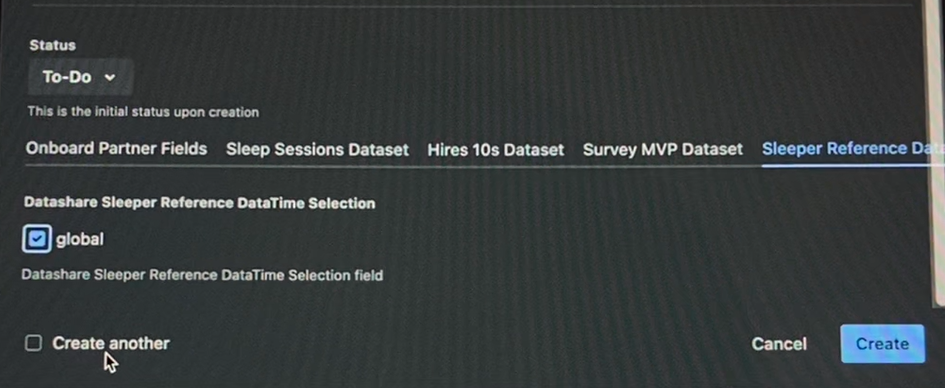 Status
To-Do
This is the initial status upon creation
Onboard Partner Fields Sleep Sessions Dataset Hires 10s Dataset Survey MVP Dataset Sleeper Reference Dat
Datashare Sleeper Reference DataTime Selection
global
Datashare Sleeper Reference DataTime Selection field
Create another
Cancel
Create